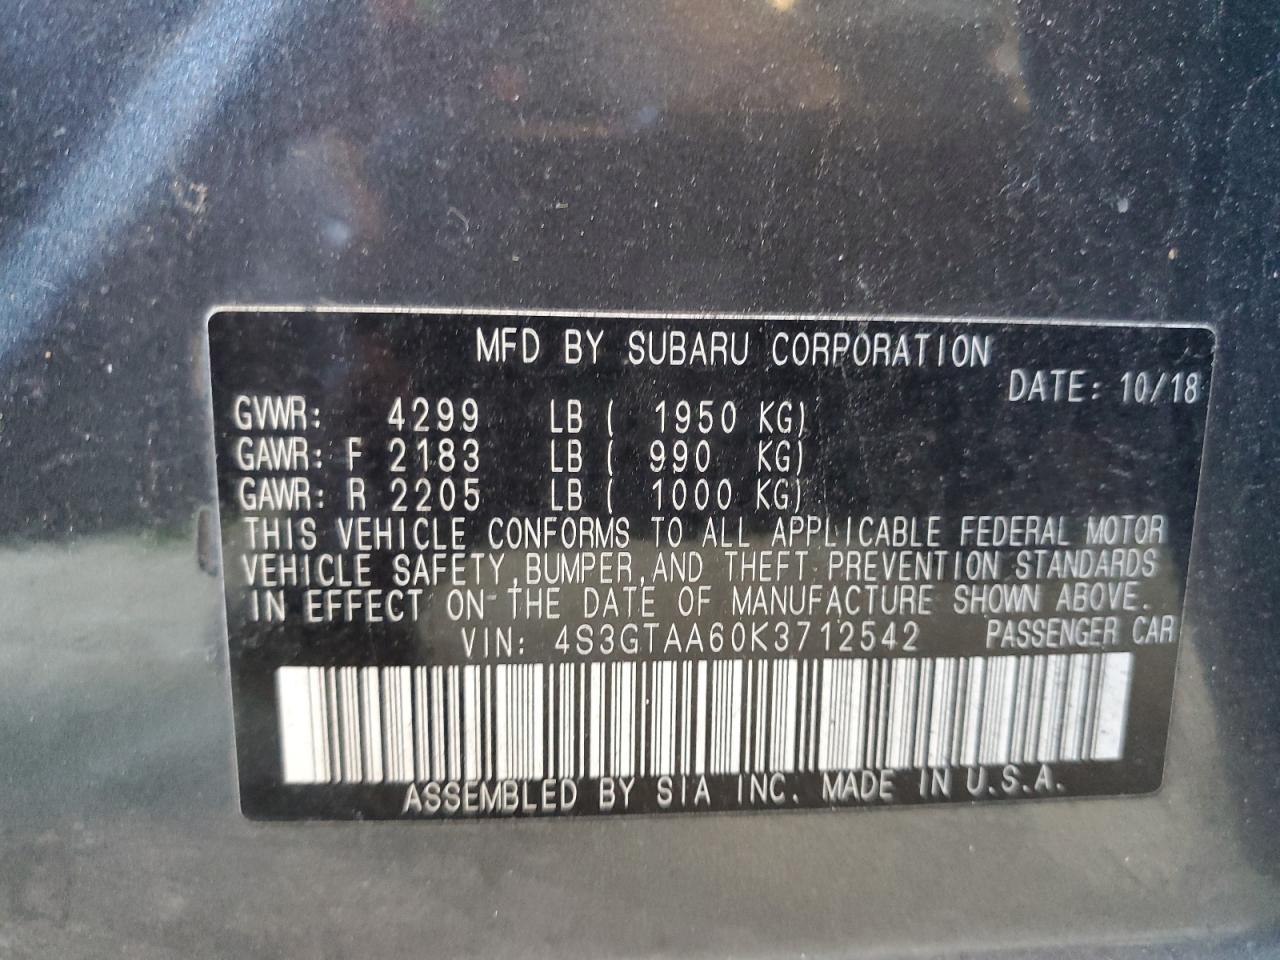 MFD BY SUBARU CORPORATION
DATE: 10/18
GVWR: 4299 LB ( 1950 KG)
GAWR: F 2183 LB ( 990 KG)
GAWR: R 2205 LB ( 1000 KG)
THIS VEHICLE CONFORMS TO ALL APPLICABLE FEDERAL MOTOR
VEHICLE SAFETY, BUMPER, AND THEFT PREVENTION STANDARDS
IN EFFECT ON THE DATE OF MANUFACTURE SHOWN ABOVE.
VIN: 4S3GTAA60K3712542 PASSENGER CAR
ASSEMBLED BY SIA INC. MADE IN U.S.A.